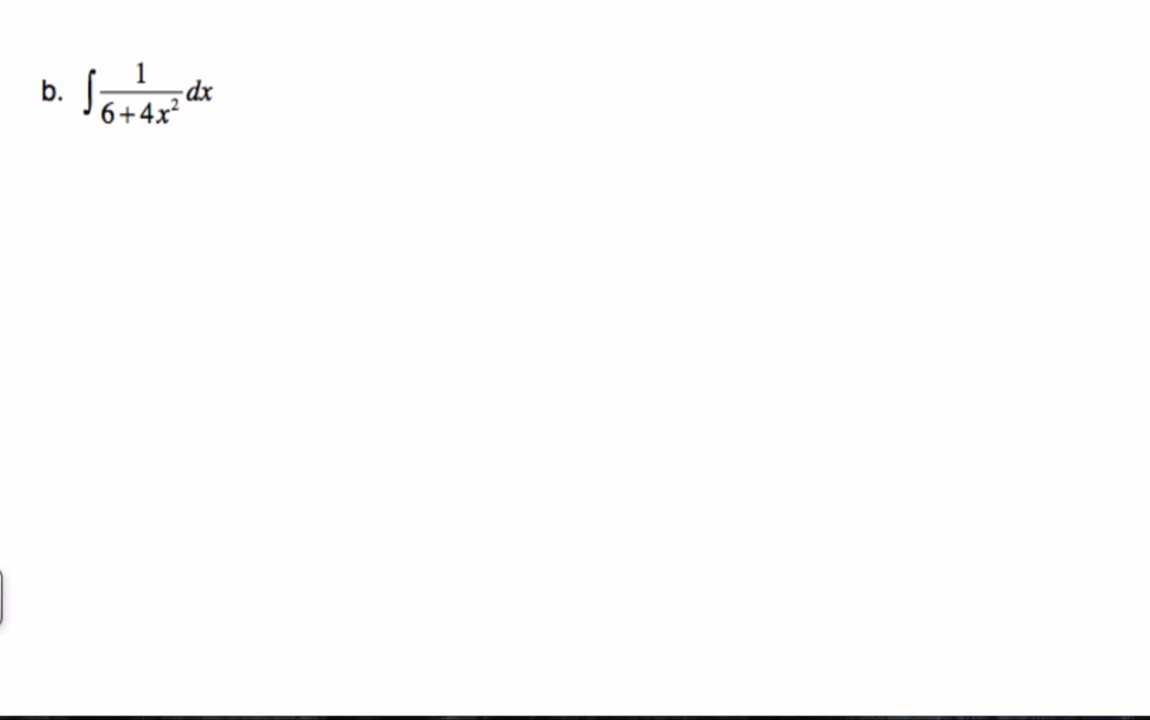 b. ∫ 1/(6+4x²) dx